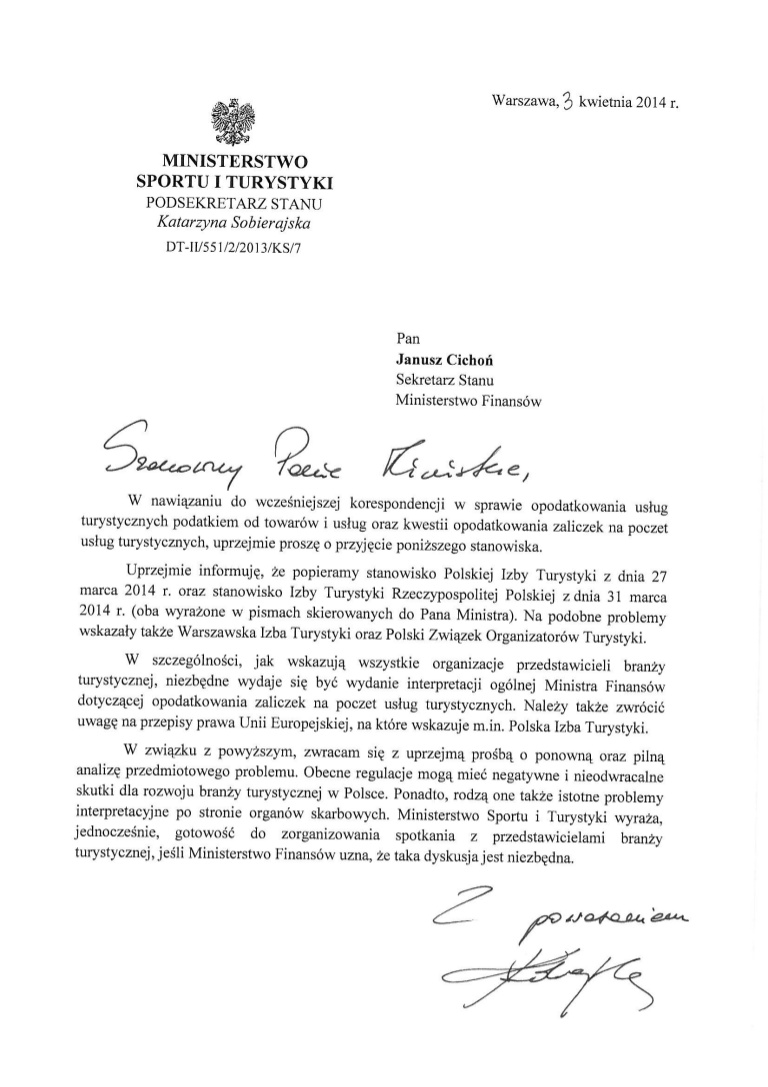 Warszawa, 3 kwietnia 2014 r.
MINISTERSTWO
SPORTU I TURYSTYKI
PODSEKRETARZ STANU
Katarzyna Sobierajska
DT-II/551/2/2013/KS/7
Pan
Janusz Cichoń
Sekretarz Stanu
Ministerstwo Finansów
Szanowny Panie Ministrze,
W nawiązaniu do wcześniejszej korespondencji w sprawie opodatkowania usług
turystycznych podatkiem od towarów i usług oraz kwestii opodatkowania zaliczek na poczet
usług turystycznych, uprzejmie proszę o przyjęcie poniższego stanowiska.
Uprzejmie informuję, że popieramy stanowisko Polskiej Izby Turystyki z dnia 27
marca 2014 r. oraz stanowisko Izby Turystyki Rzeczypospolitej Polskiej z dnia 31 marca
2014 r. (oba wyrażone w pismach skierowanych do Pana Ministra). Na podobne problemy
wskazały także Warszawska Izba Turystyki oraz Polski Związek Organizatorów Turystyki.
W szczególności, jak wskazują wszystkie organizacje przedstawicieli branży
turystycznej, niezbędne wydaje się być wydanie interpretacji ogólnej Ministra Finansów
dotyczącej opodatkowania zaliczek na poczet usług turystycznych. Należy także zwrócić
uwagę na przepisy prawa Unii Europejskiej, na które wskazuje m.in. Polska Izba Turystyki.
W związku z powyższym, zwracam się z uprzejmą prośbą o ponowną oraz pilną
analizę przedmiotowego problemu. Obecne regulacje mogą mieć negatywne i nieodwracalne
skutki dla rozwoju branży turystycznej w Polsce. Ponadto, rodzą one także istotne problemy
interpretacyjne po stronie organów skarbowych. Ministerstwo Sportu i Turystyki wyraża,
jednocześnie, gotowość do zorganizowania spotkania z przedstawicielami branży
turystycznej, jeśli Ministerstwo Finansów uzna, że taka dyskusja jest niezbędna.
Z poważaniem